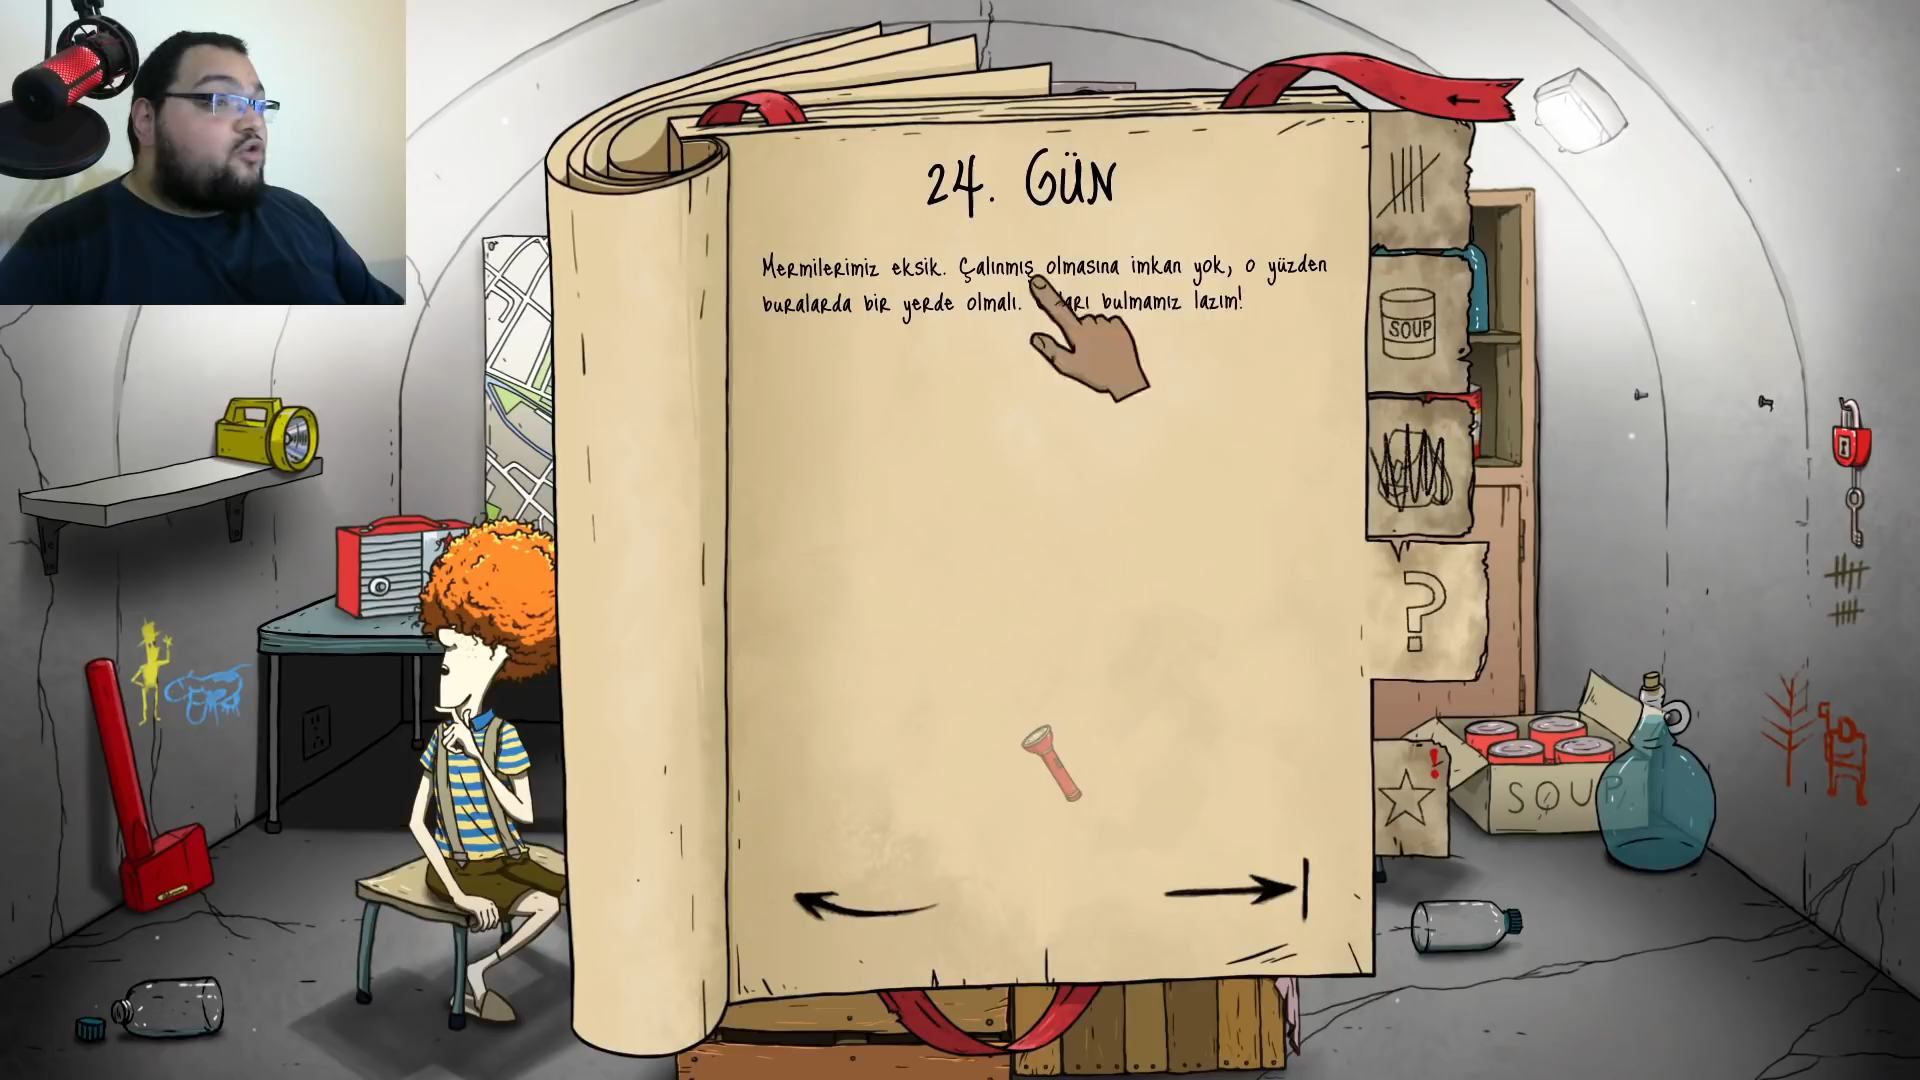 24. GÜN
Mermilerimiz eksik. Çalınmış olmasına imkan yok, o yüzden
buralarda bir yerde olmalı. bulmamız lazım!
SOUP
?
!
SOUP